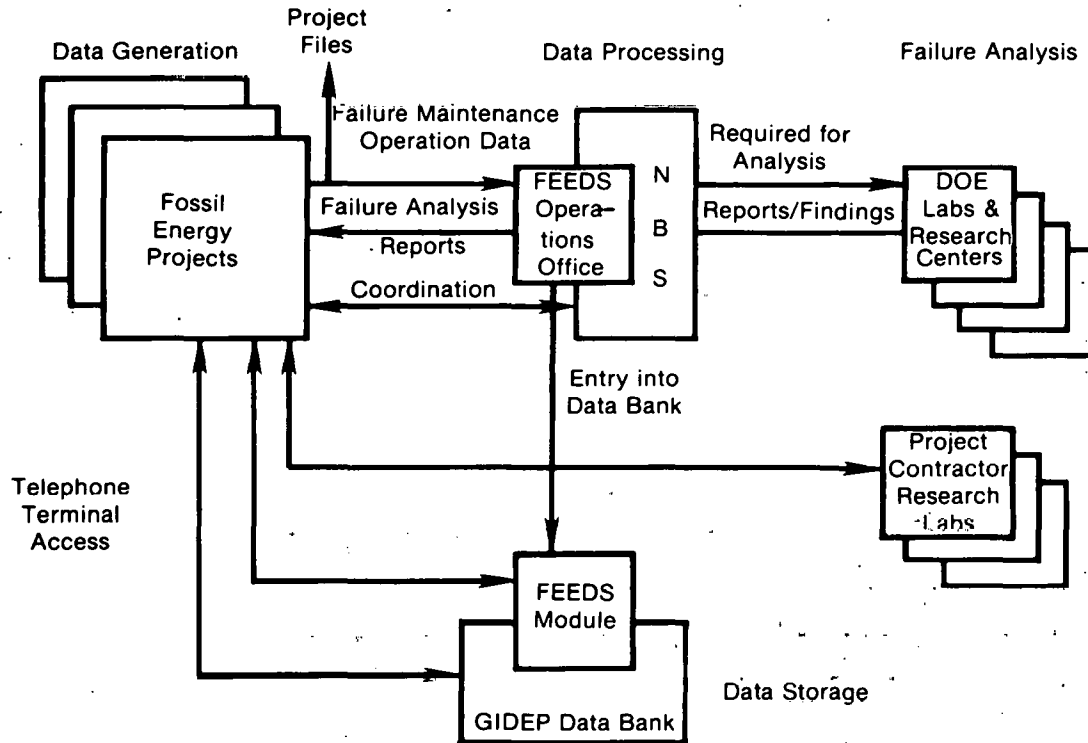 Project
Files
Data Generation
Data Processing
Failure Analysis
Failure Maintenance
Operation Data
Fossil
Energy
Projects
Failure Analysis
Reports
Coordination
FEEDS
Opera-
tions
Office
N
B
S
Required for
Analysis
Reports/Findings
DOE
Labs &
Research
Centers
Entry into
Data Bank
Project
Contractor
Research
Labs
Telephone
Terminal
Access
FEEDS
Module
GIDEP Data Bank
Data Storage